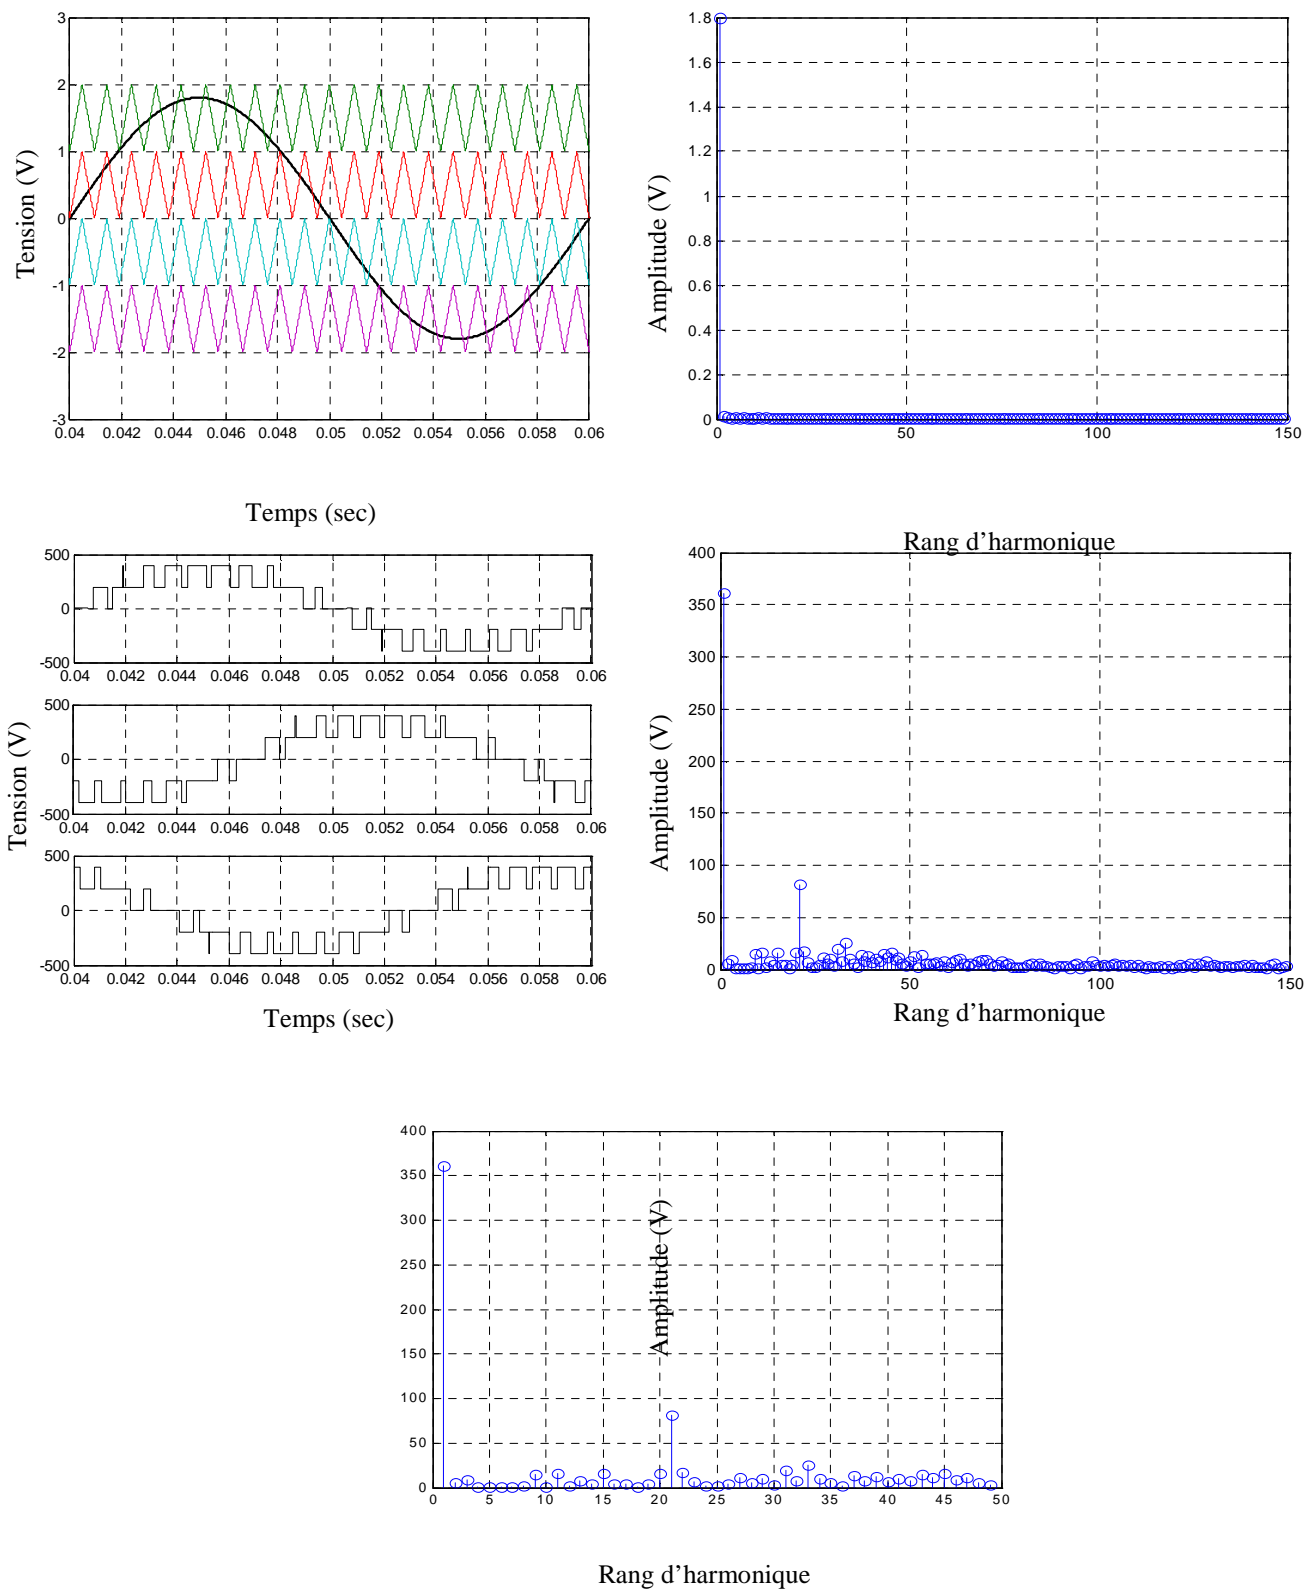 3
2
1
0
-1
-2
-3
Tension (V)
0.04 0.042 0.044 0.046 0.048 0.05 0.052 0.054 0.056 0.058 0.06
Temps (sec)
1.8
1.6
1.4
1.2
1
0.8
0.6
0.4
0.2
0
Amplitude (V)
0 50 100 150
Rang d'harmonique
500
0
-500
0.04 0.042 0.044 0.046 0.048 0.05 0.052 0.054 0.056 0.058 0.06
500
0
-500
0.04 0.042 0.044 0.046 0.048 0.05 0.052 0.054 0.056 0.058 0.06
500
0
-500
0.04 0.042 0.044 0.046 0.048 0.05 0.052 0.054 0.056 0.058 0.06
Tension (V)
Temps (sec)
400
350
300
250
200
150
100
50
0
Amplitude (V)
0 50 100 150
Rang d'harmonique
400
350
300
250
200
150
100
50
0
Amplitude (V)
0 5 10 15 20 25 30 35 40 45 50
Rang d'harmonique